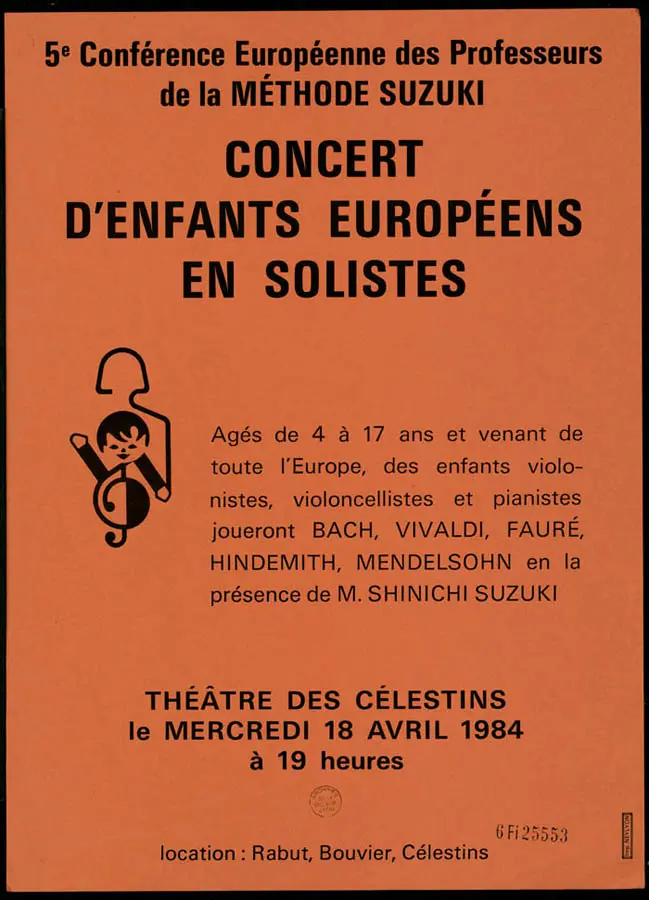 5e Conférence Européenne des Professeurs
de la MÉTHODE SUZUKI
CONCERT
D'ENFANTS EUROPÉENS
EN SOLISTES
Agés de 4 à 17 ans et venant de
toute l'Europe, des enfants violo-
nistes, violoncellistes et pianistes
joueront BACH, VIVALDI, FAURÉ,
HINDEMITH, MENDELSOHN en la
présence de M. SHINICHI SUZUKI
THÉÂTRE DES CÉLESTINS
le MERCREDI 18 AVRIL 1984
à 19 heures
6Fi25553
location : Rabut, Bouvier, Célestins